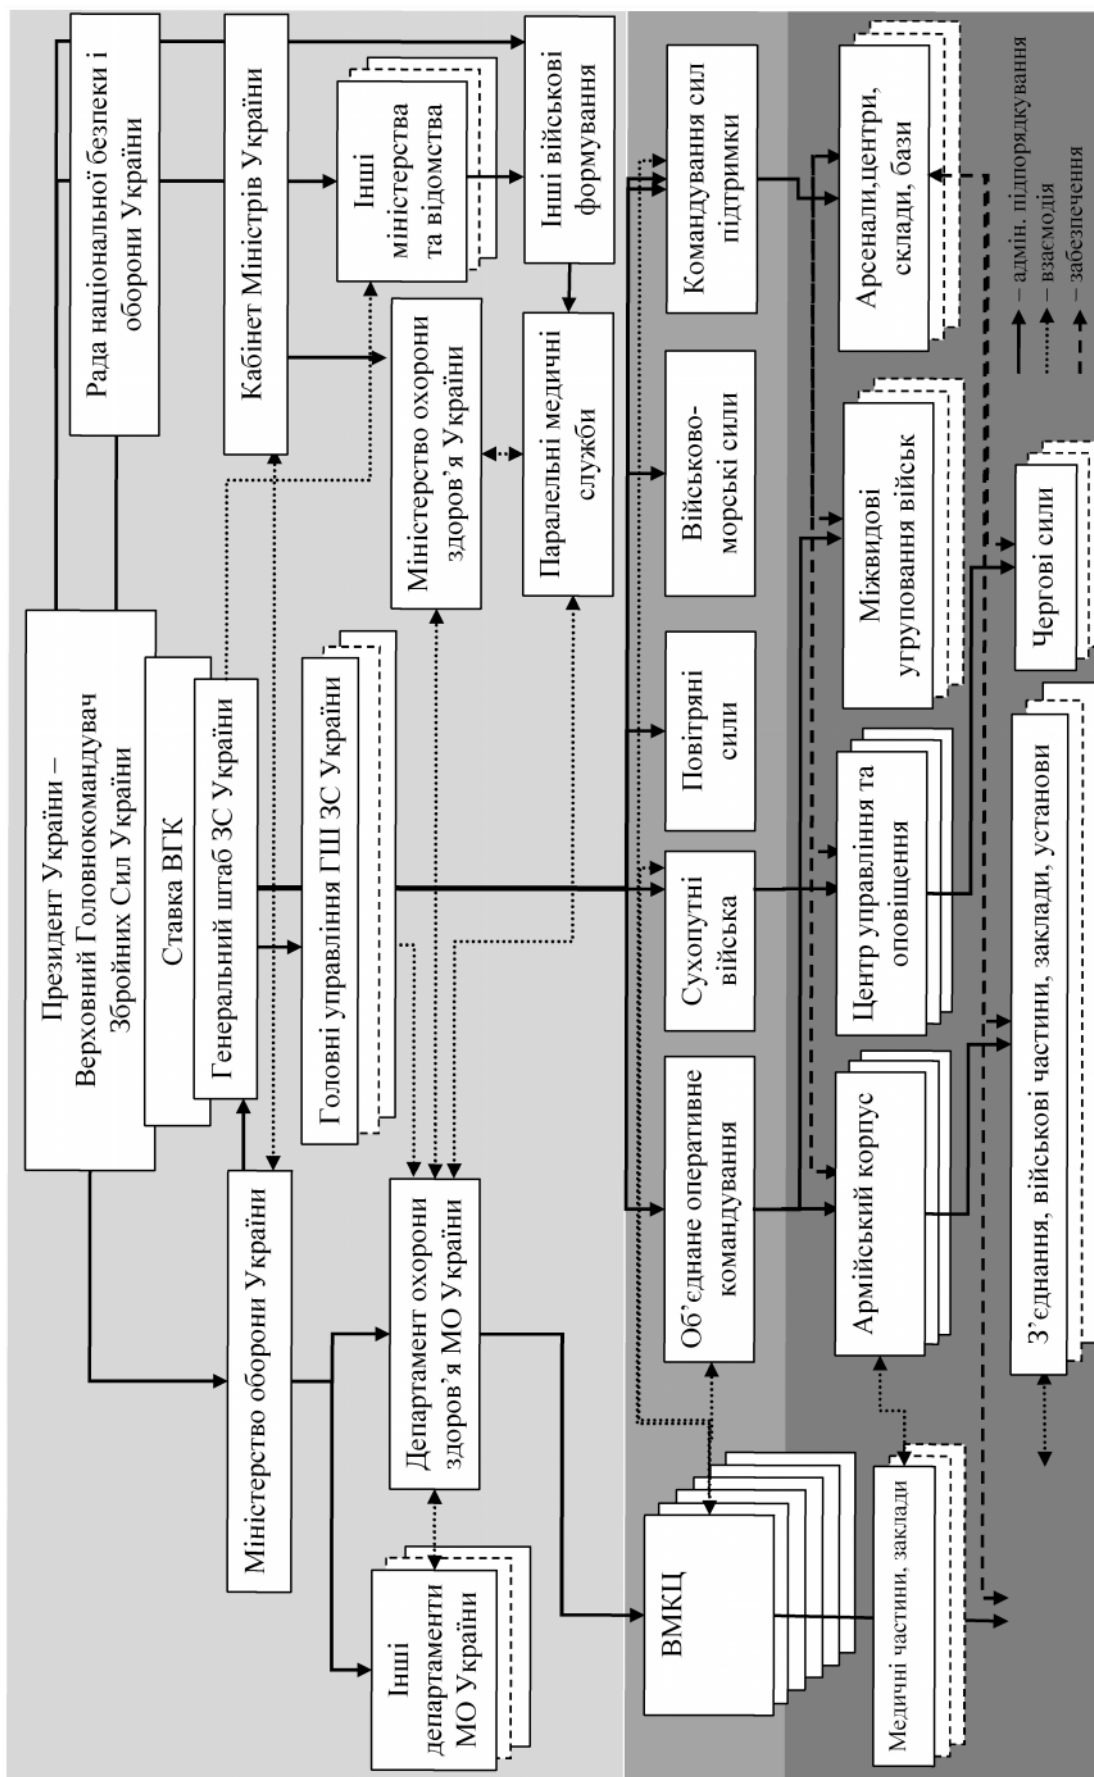 Президент України –
Верховний Головнокомандувач
Збройних Сил України
Рада національної безпеки і
оборони України
Ставка ВГК
Генеральний штаб ЗС України
Міністерство оборони України
Кабінет Міністрів України
Головні управління ГШ ЗС України
Інші
міністерства
та відомства
Інші
департаменти
МО України
Департамент охорони
здоров’я МО України
Міністерство охорони
здоров’я України
Паралельні медичні
служби
Інші військові
формування
ВМКЦ
Об’єднане оперативне
командування
Сухопутні
війська
Повітряні
сили
Військово-
морські сили
Командування сил
підтримки
Медичні частини, заклади
Армійський корпус
Центр управління та
оповіщення
Міжвидові
угруповання військ
Арсенали,центри,
склади, бази
З’єднання, військові частини, заклади, установи
Чергові сили
– адмін. підпорядкування
– взаємодія
– забезпечення